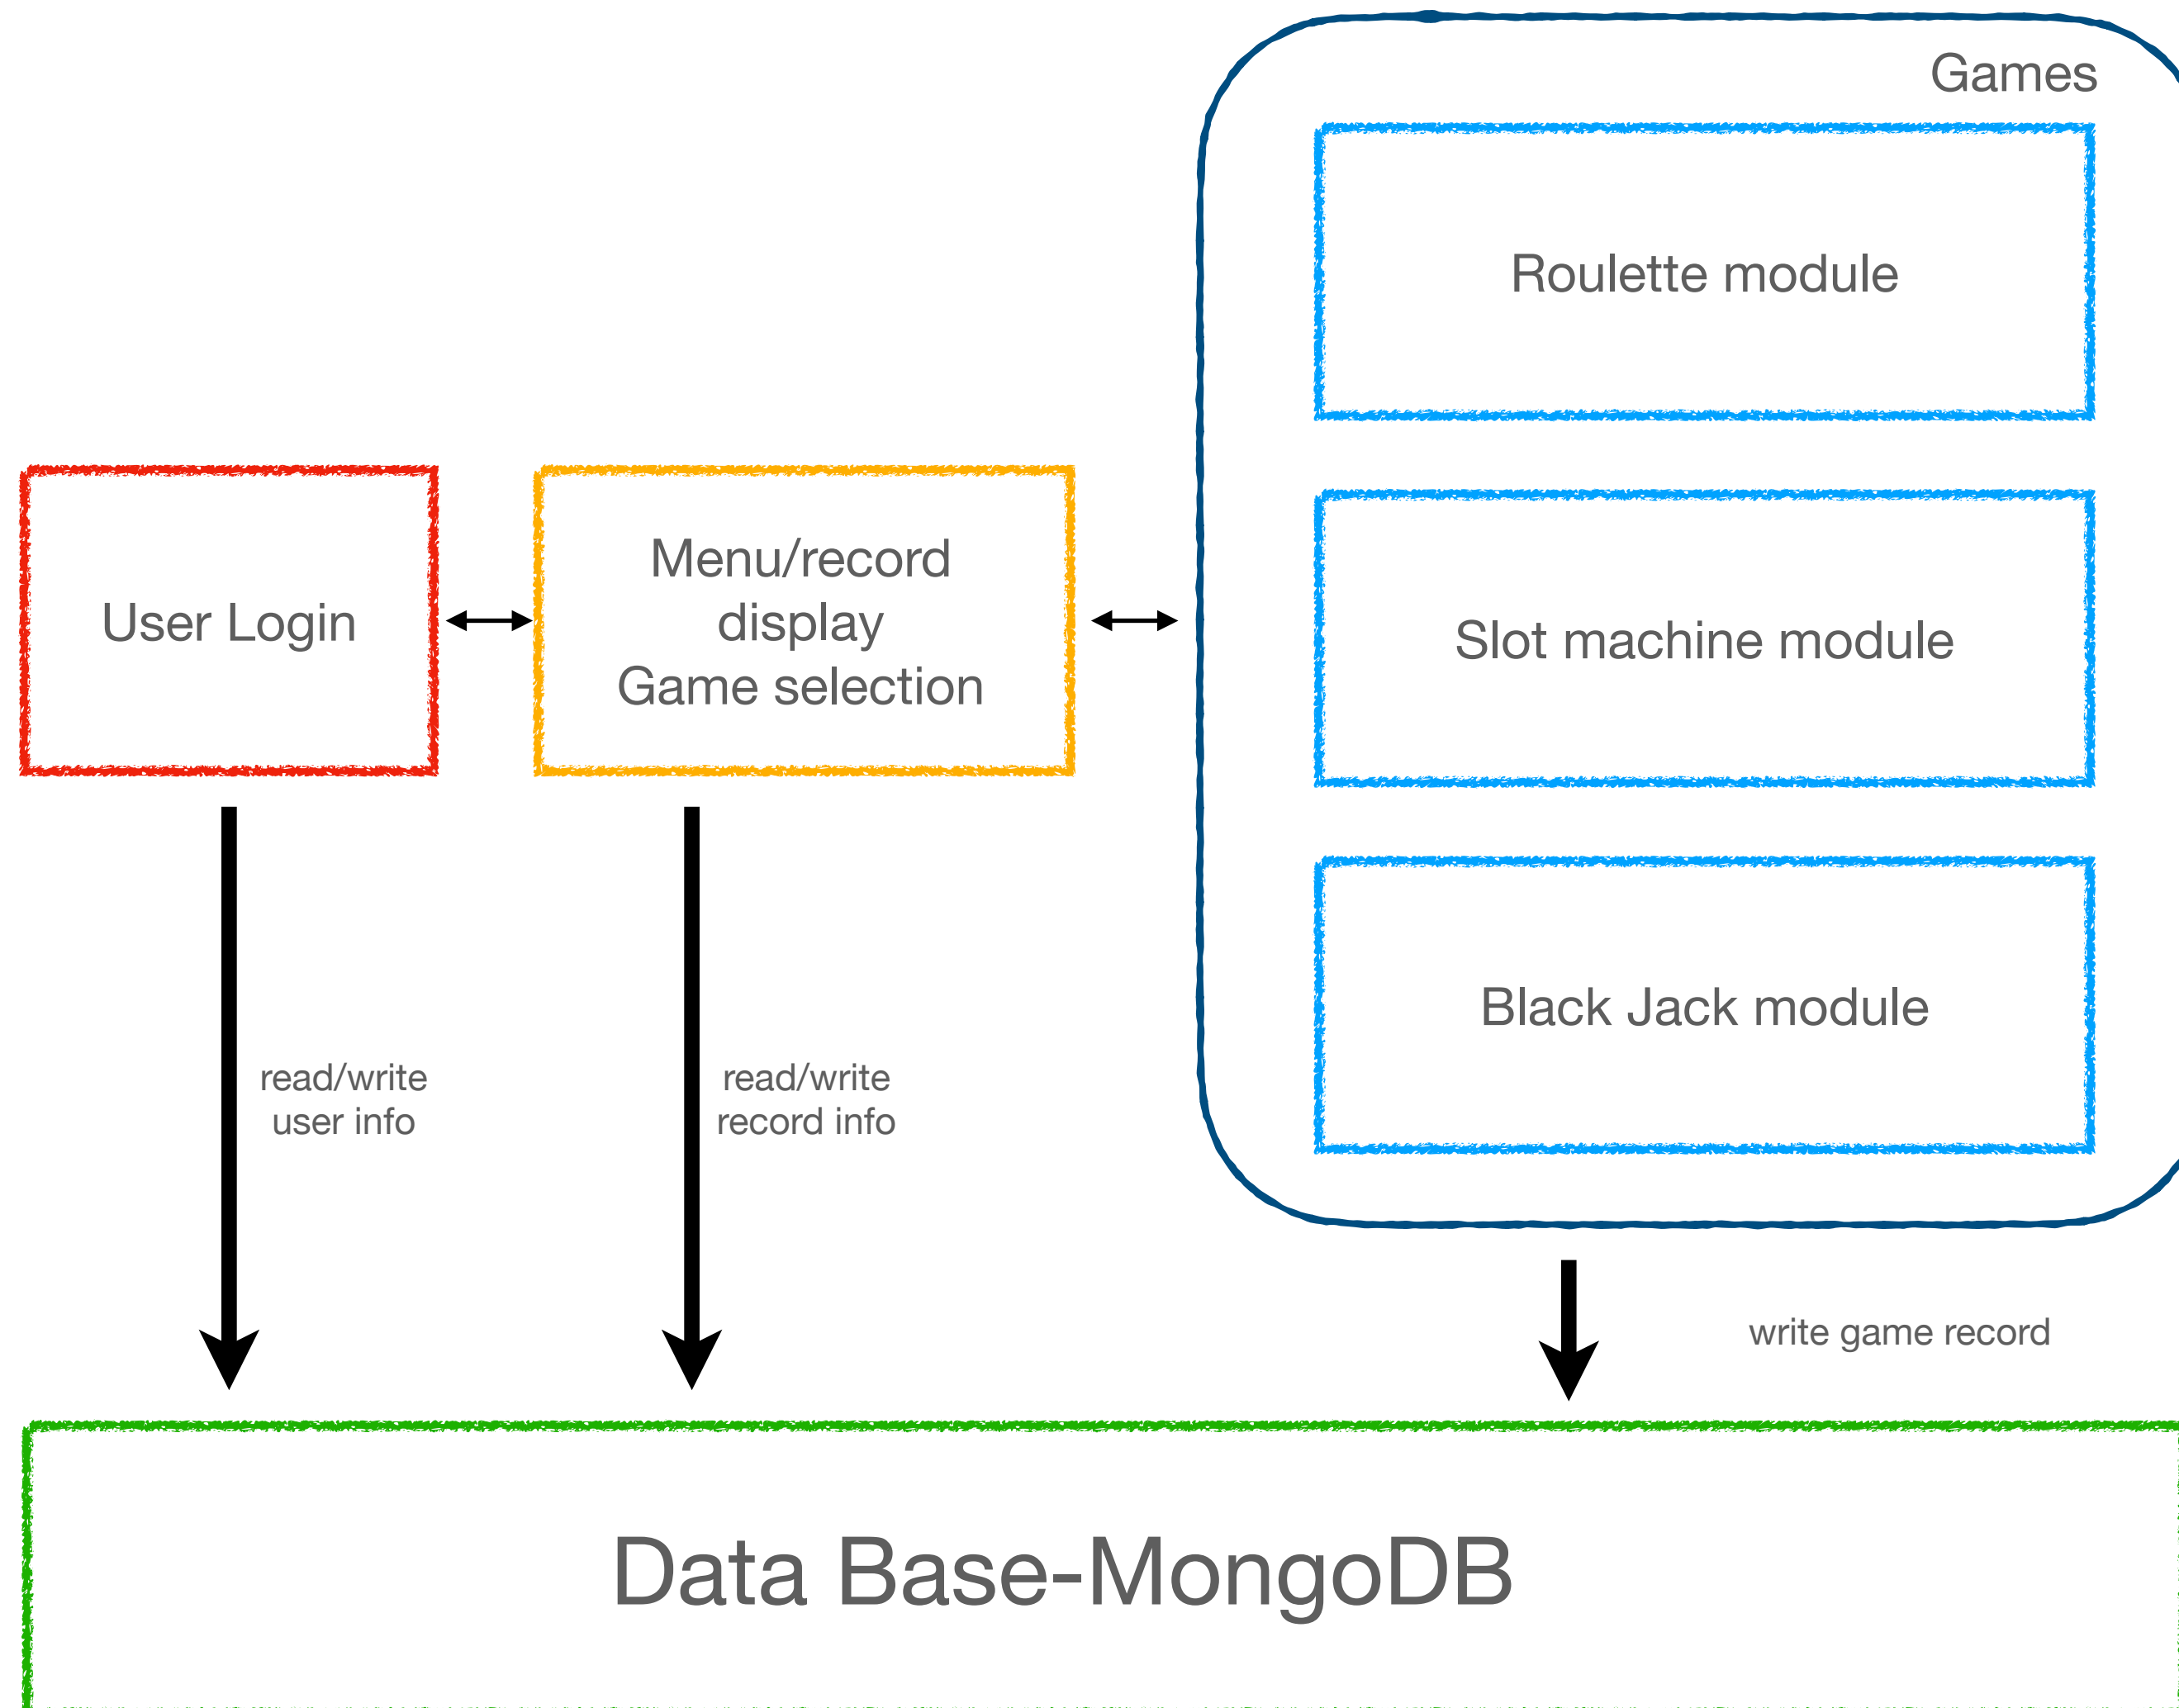 Games
Roulette module
User Login
Menu/record
display
Game selection
Slot machine module
Black Jack module
read/write
user info
read/write
record info
write game record
Data Base-MongoDB